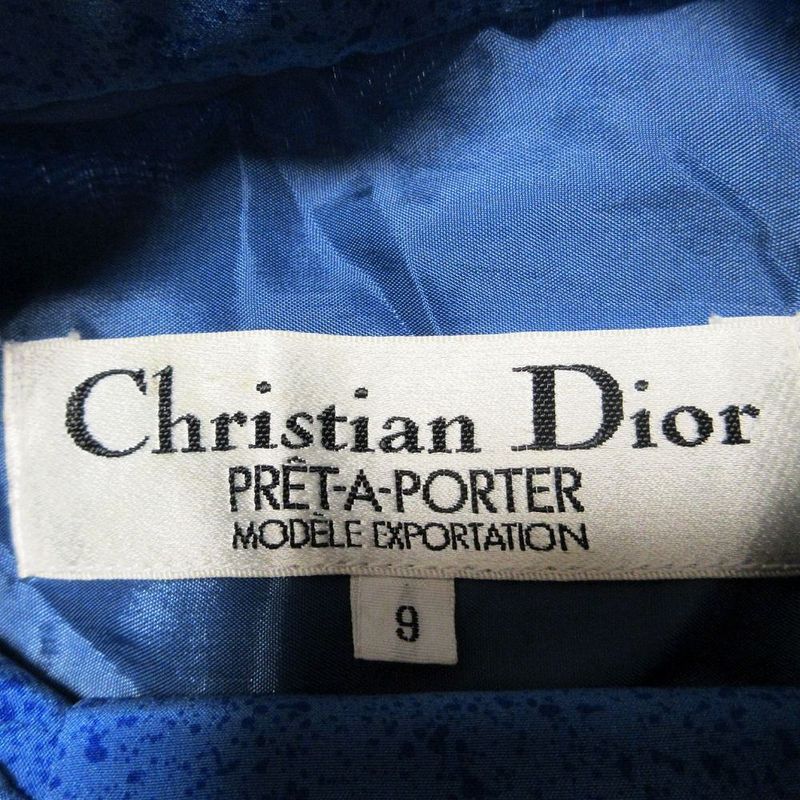 Christian Dior
PRÊT-A-PORTER
MODÈLE EXPORTATION
9